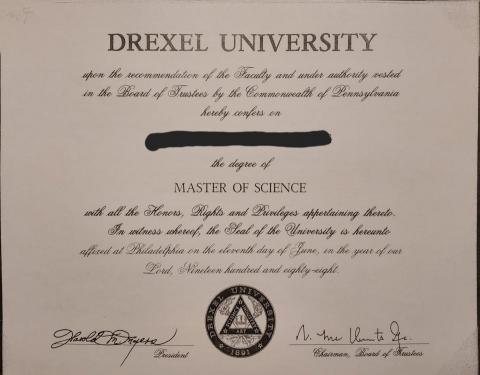 DREXEL UNIVERSITY
upon the recommendation of the Faculty and under authority vested
in the Board of Trustees by the Commonwealth of Pennsylvania
hereby confers on
the degree of
MASTER OF SCIENCE
with all the Honors, Rights and Privileges appertaining thereto.
In witness whereof, the Seal of the University is hereunto
affixed at Philadelphia on the eleventh day of June, in the year of our
Lord, Nineteen hundred and eighty-eight.
DREXEL UNIVERSITY
ART
1891
Harold M. Myers
President
Chairman, Board of Trustees